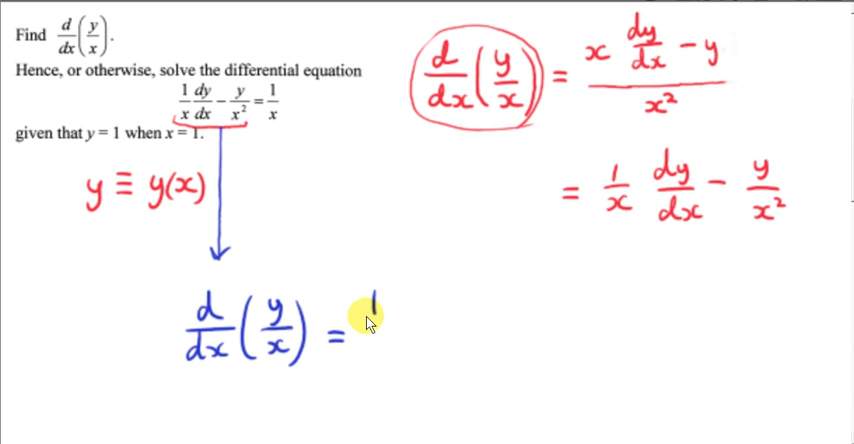 Find d/dx (y/x).
Hence, or otherwise, solve the differential equation
1/x dy/dx − y/x² = 1/x
given that y = 1 when x = 1.
d/dx (y/x) = (x dy/dx − y)/x²
= 1/x dy/dx − y/x²
y ≡ y(x)
d/dx (y/x) = 1